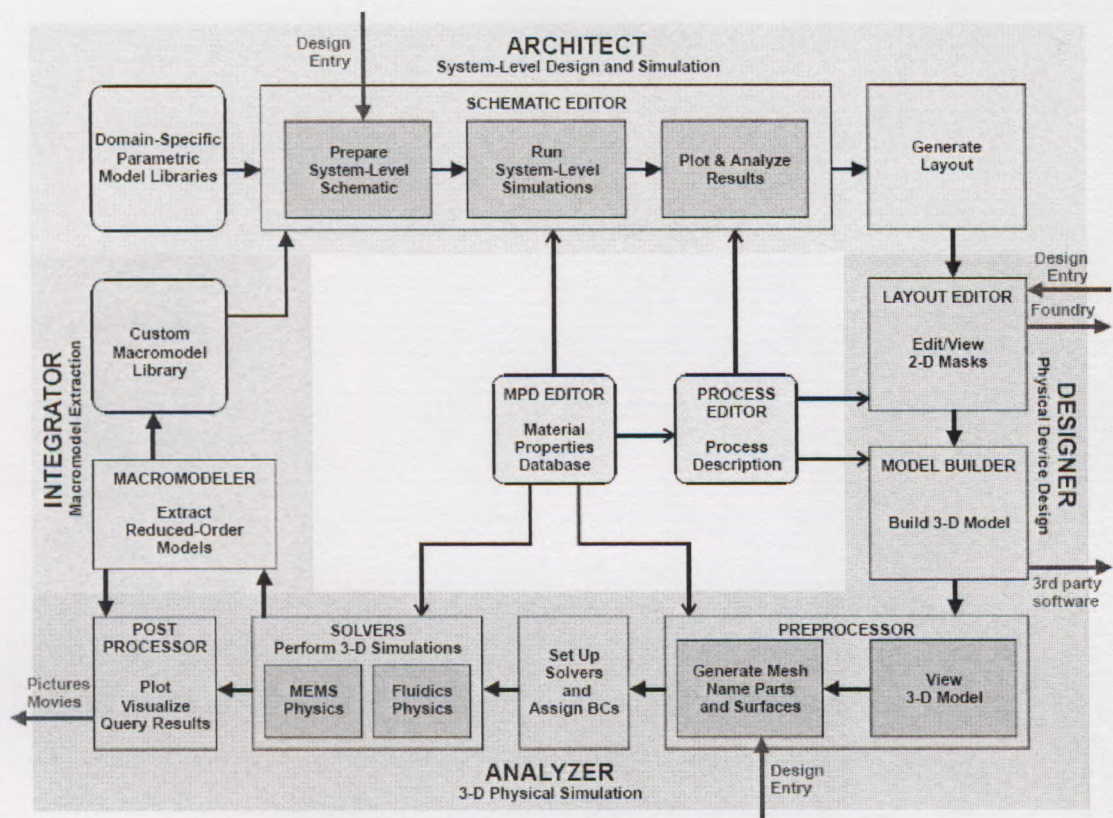 Design
Entry
ARCHITECT
System-Level Design and Simulation
SCHEMATIC EDITOR
Domain-Specific
Parametric
Model Libraries
Prepare
System-Level
Schematic
Run
System-Level
Simulations
Plot & Analyze
Results
Generate
Layout
Design
Entry
LAYOUT EDITOR
Foundry
Edit/View
2-D Masks
Custom
Macromodel
Library
INTEGRATOR
Macromodel Extraction
MPD EDITOR
Material
Properties
Database
PROCESS
EDITOR
Process
Description
DESIGNER
Physical Device Design
MODEL BUILDER
Build 3-D Model
MACROMODELER
Extract
Reduced-Order
Models
3rd party
software
POST
PROCESSOR
Plot
Visualize
Query Results
Pictures
Movies
SOLVERS
Perform 3-D Simulations
MEMS
Physics
Fluidics
Physics
Set Up
Solvers
and
Assign BCs
PREPROCESSOR
Generate Mesh
Name Parts
and Surfaces
View
3-D Model
ANALYZER
3-D Physical Simulation
Design
Entry